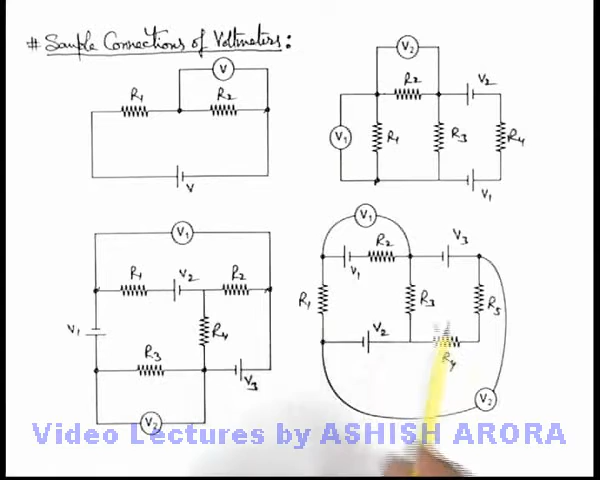 # Sample Connections of Voltmeters:
V
R1 R2
V
V2
R2 V2
V1 R1 R3 R4
V1
V1
R1 V2 R2
V1 R4
R3
V3
V2
V1
R2 V3
V1
R1 R3 R5
V2
R4
V2
Video Lectures by ASHISH ARORA